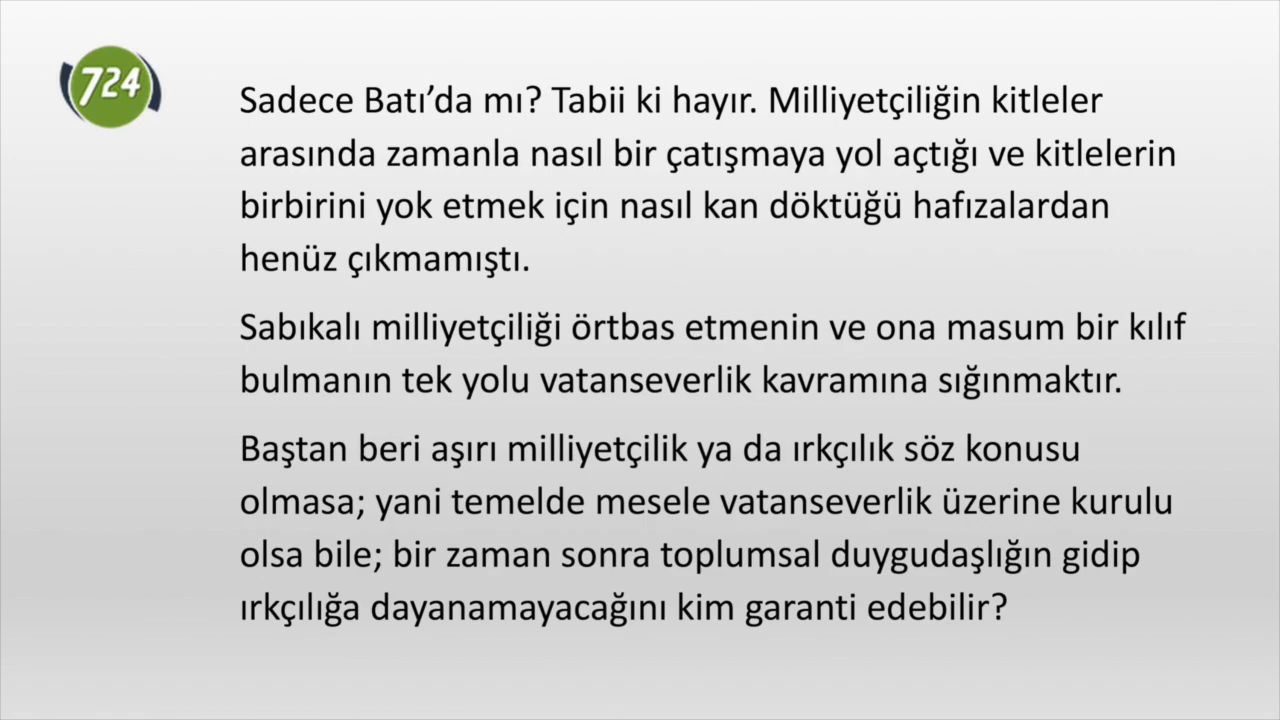 724
Sadece Batı’da mı? Tabii ki hayır. Milliyetçiliğin kitleler
arasında zamanla nasıl bir çatışmaya yol açtığı ve kitlelerin
birbirini yok etmek için nasıl kan döktüğü hafızalardan
henüz çıkmamıştı.
Sabıkalı milliyetçiliği örtbas etmenin ve ona masum bir kılıf
bulmanın tek yolu vatanseverlik kavramına sığınmaktır.
Baştan beri aşırı milliyetçilik ya da ırkçılık söz konusu
olmasa; yani temelde mesele vatanseverlik üzerine kurulu
olsa bile; bir zaman sonra toplumsal duygudaşlığın gidip
ırkçılığa dayanamayacağını kim garanti edebilir?